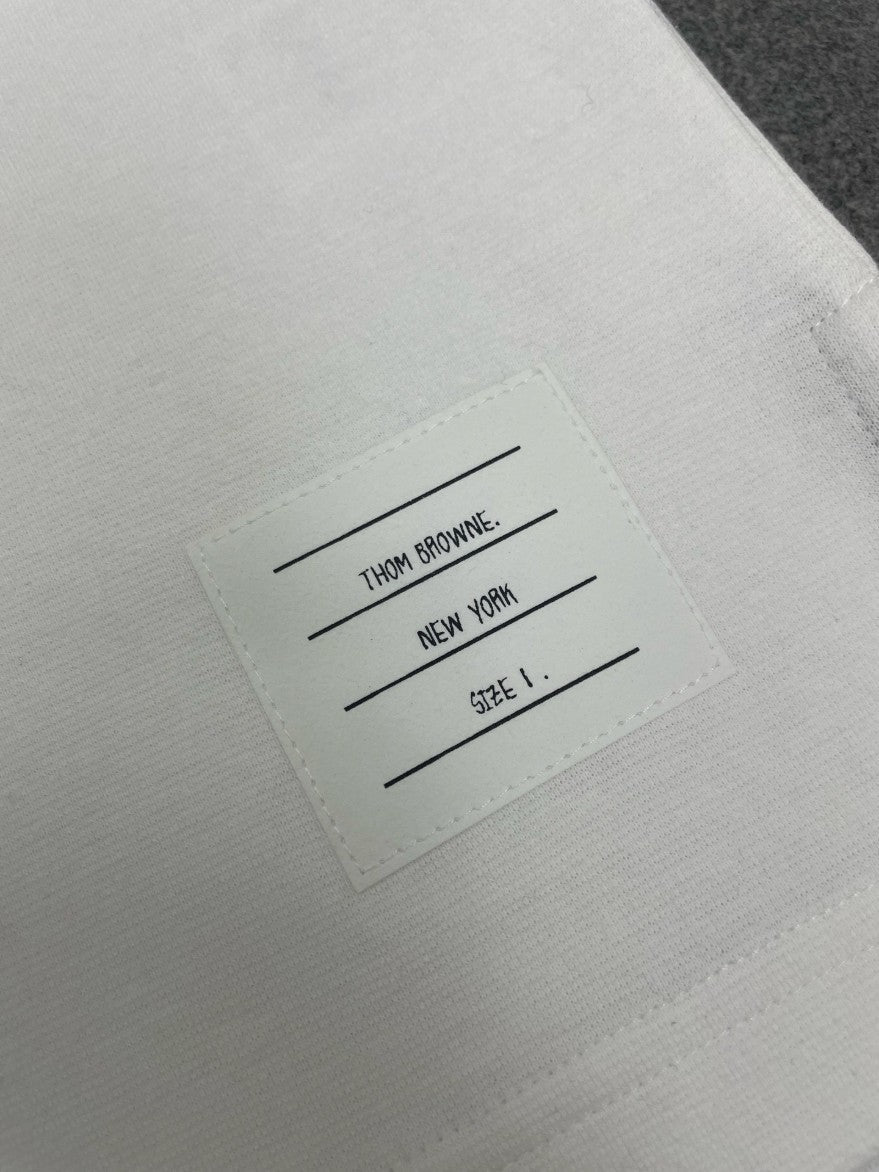 THOM BROWNE.
NEW YORK
SIZE 1 .